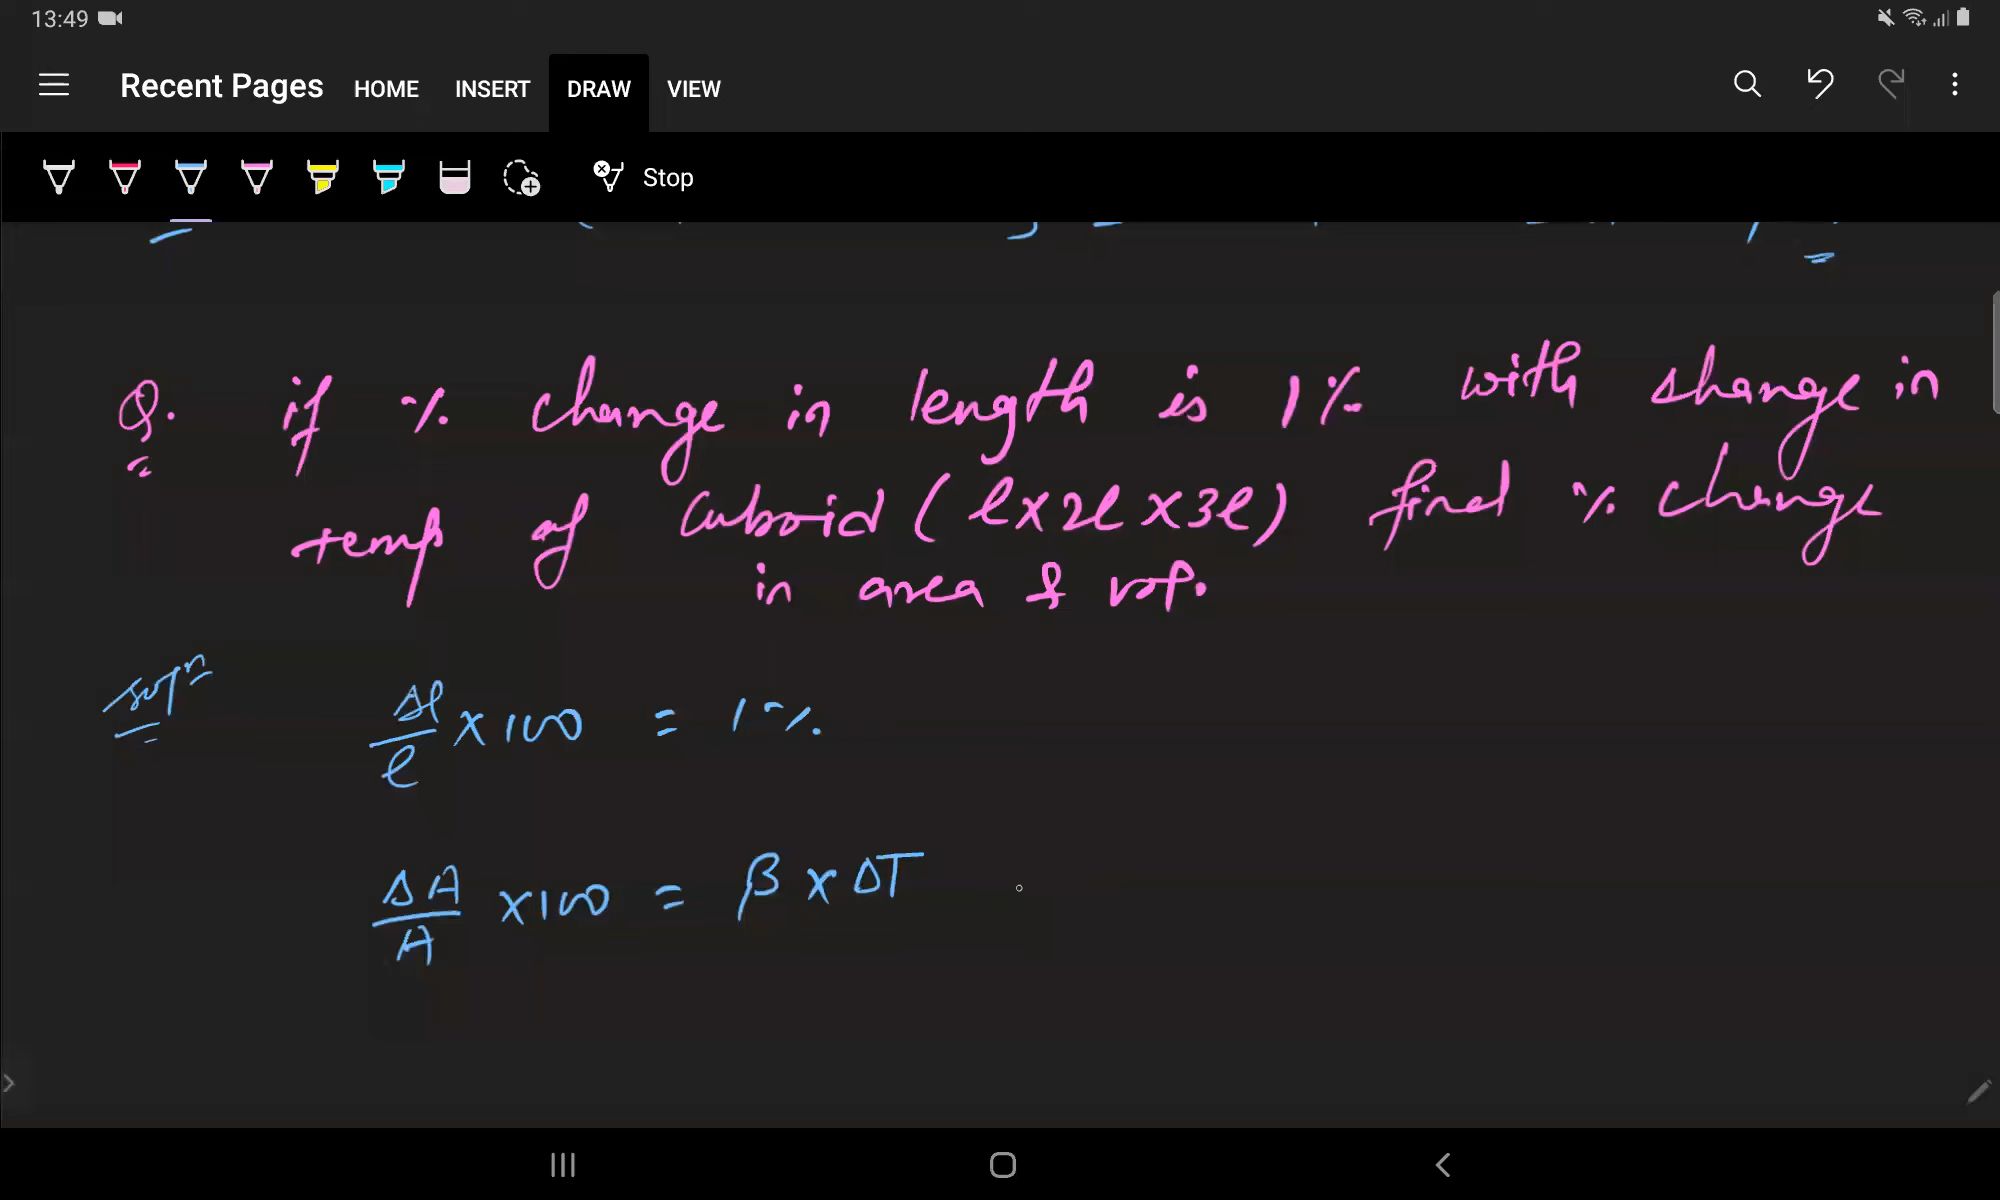 13:49
Recent Pages HOME INSERT DRAW VIEW
Stop
Q. if % change in length is 1% with change in
temp of cuboid (l×2l×3l) find % change
in area & vol.
Solⁿ
Δl/l × 100 = 1 %.
ΔA/A × 100 = β × ΔT